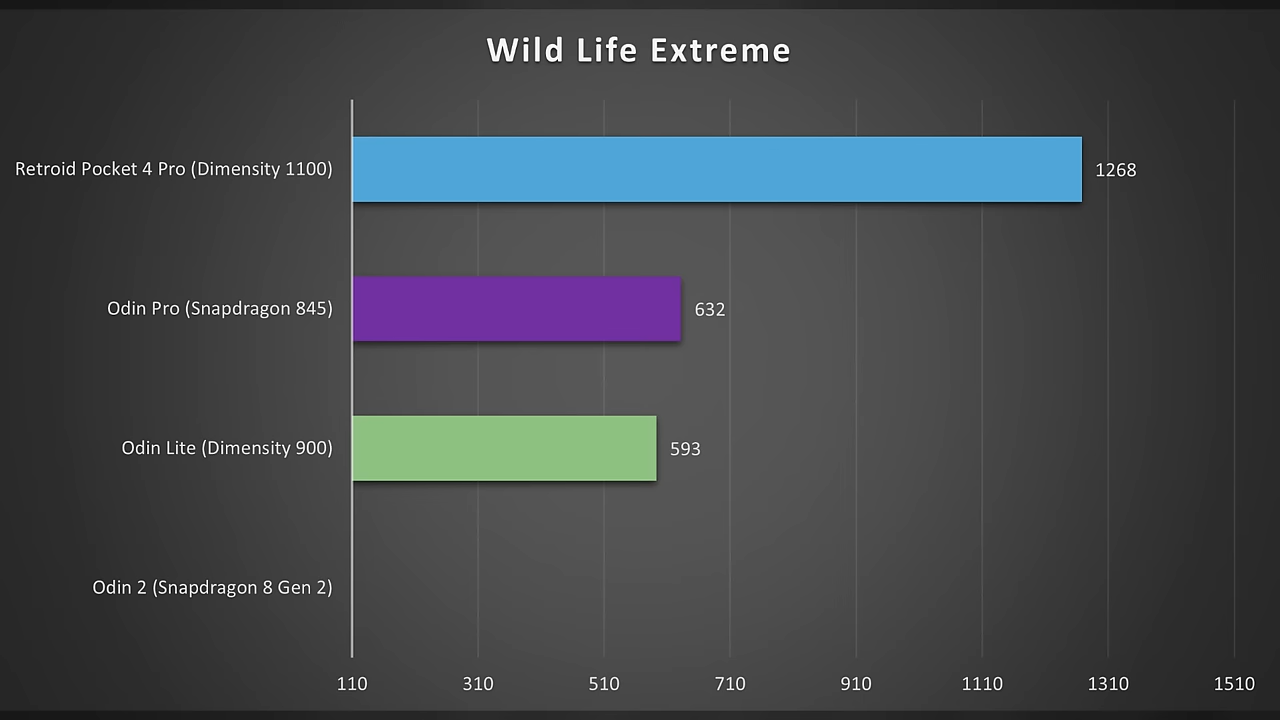 Wild Life Extreme
Retroid Pocket 4 Pro (Dimensity 1100)
1268
Odin Pro (Snapdragon 845)
632
Odin Lite (Dimensity 900)
593
Odin 2 (Snapdragon 8 Gen 2)
110 310 510 710 910 1110 1310 1510